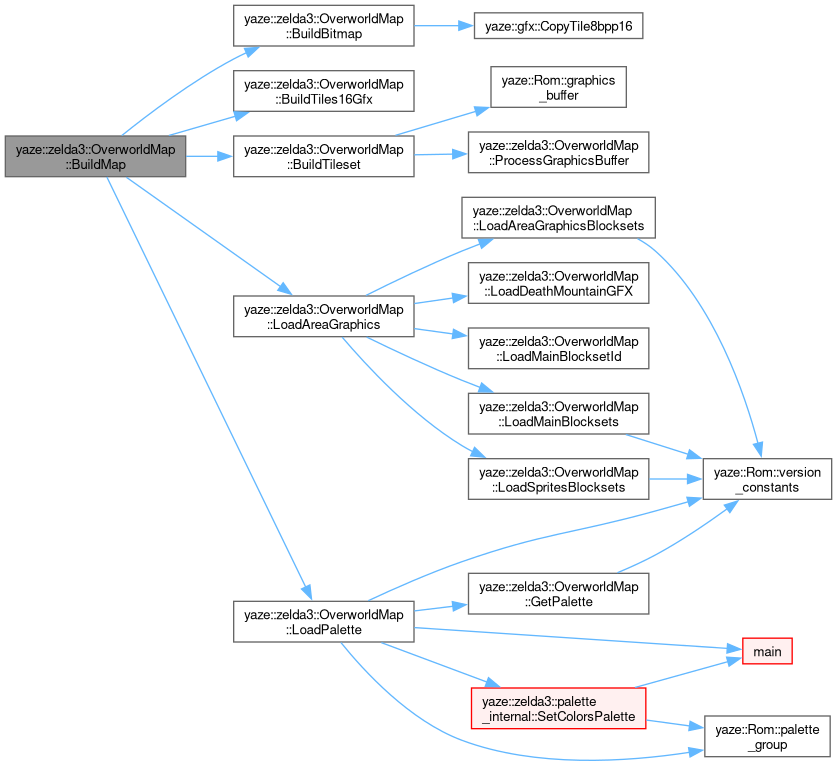 yaze::zelda3::OverworldMap
::BuildMap
yaze::zelda3::OverworldMap
::BuildBitmap
yaze::gfx::CopyTile8bpp16
yaze::zelda3::OverworldMap
::BuildTiles16Gfx
yaze::zelda3::OverworldMap
::BuildTileset
yaze::Rom::graphics
_buffer
yaze::zelda3::OverworldMap
::ProcessGraphicsBuffer
yaze::zelda3::OverworldMap
::LoadAreaGraphics
yaze::zelda3::OverworldMap
::LoadAreaGraphicsBlocksets
yaze::zelda3::OverworldMap
::LoadDeathMountainGFX
yaze::zelda3::OverworldMap
::LoadMainBlocksetId
yaze::zelda3::OverworldMap
::LoadMainBlocksets
yaze::zelda3::OverworldMap
::LoadSpritesBlocksets
yaze::Rom::version
_constants
yaze::zelda3::OverworldMap
::LoadPalette
yaze::zelda3::OverworldMap
::GetPalette
main
yaze::zelda3::palette
_internal::SetColorsPalette
yaze::Rom::palette
_group